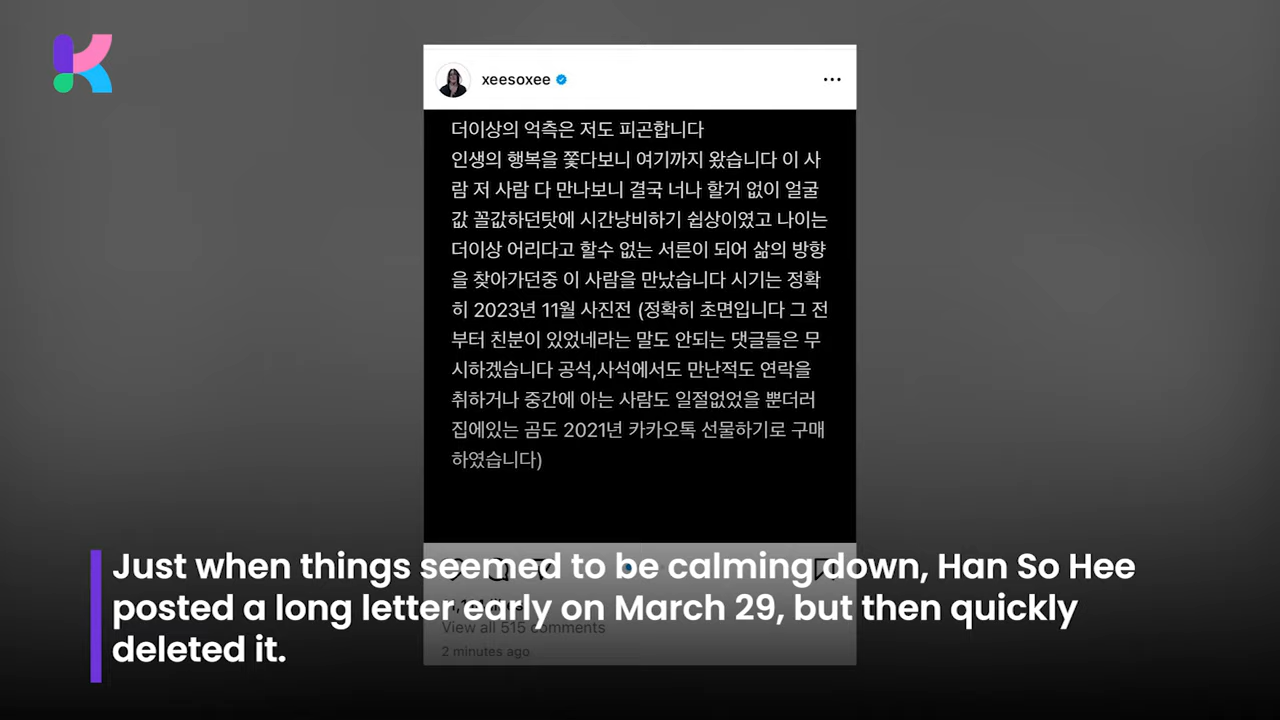 xeesoxee
더이상의 억측은 저도 피곤합니다
인생의 행복을 쫓다보니 여기까지 왔습니다 이 사
람 저 사람 다 만나보니 결국 너나 할거 없이 얼굴
값 꼴값하던탓에 시간낭비하기 쉽상이였고 나이는
더이상 어리다고 할수 없는 서른이 되어 삶의 방향
을 찾아가던중 이 사람을 만났습니다 시기는 정확
히 2023년 11월 사진전 (정확히 초면입니다 그 전
부터 친분이 있었네라는 말도 안되는 댓글들은 무
시하겠습니다 공석,사석에서도 만난적도 연락을
취하거나 중간에 아는 사람도 일절없었을 뿐더러
집에있는 곰도 2021년 카카오톡 선물하기로 구매
하였습니다)
Just when things seemed to be calming down, Han So Hee
posted a long letter early on March 29, but then quickly
deleted it.
View all 515 comments
2 minutes ago